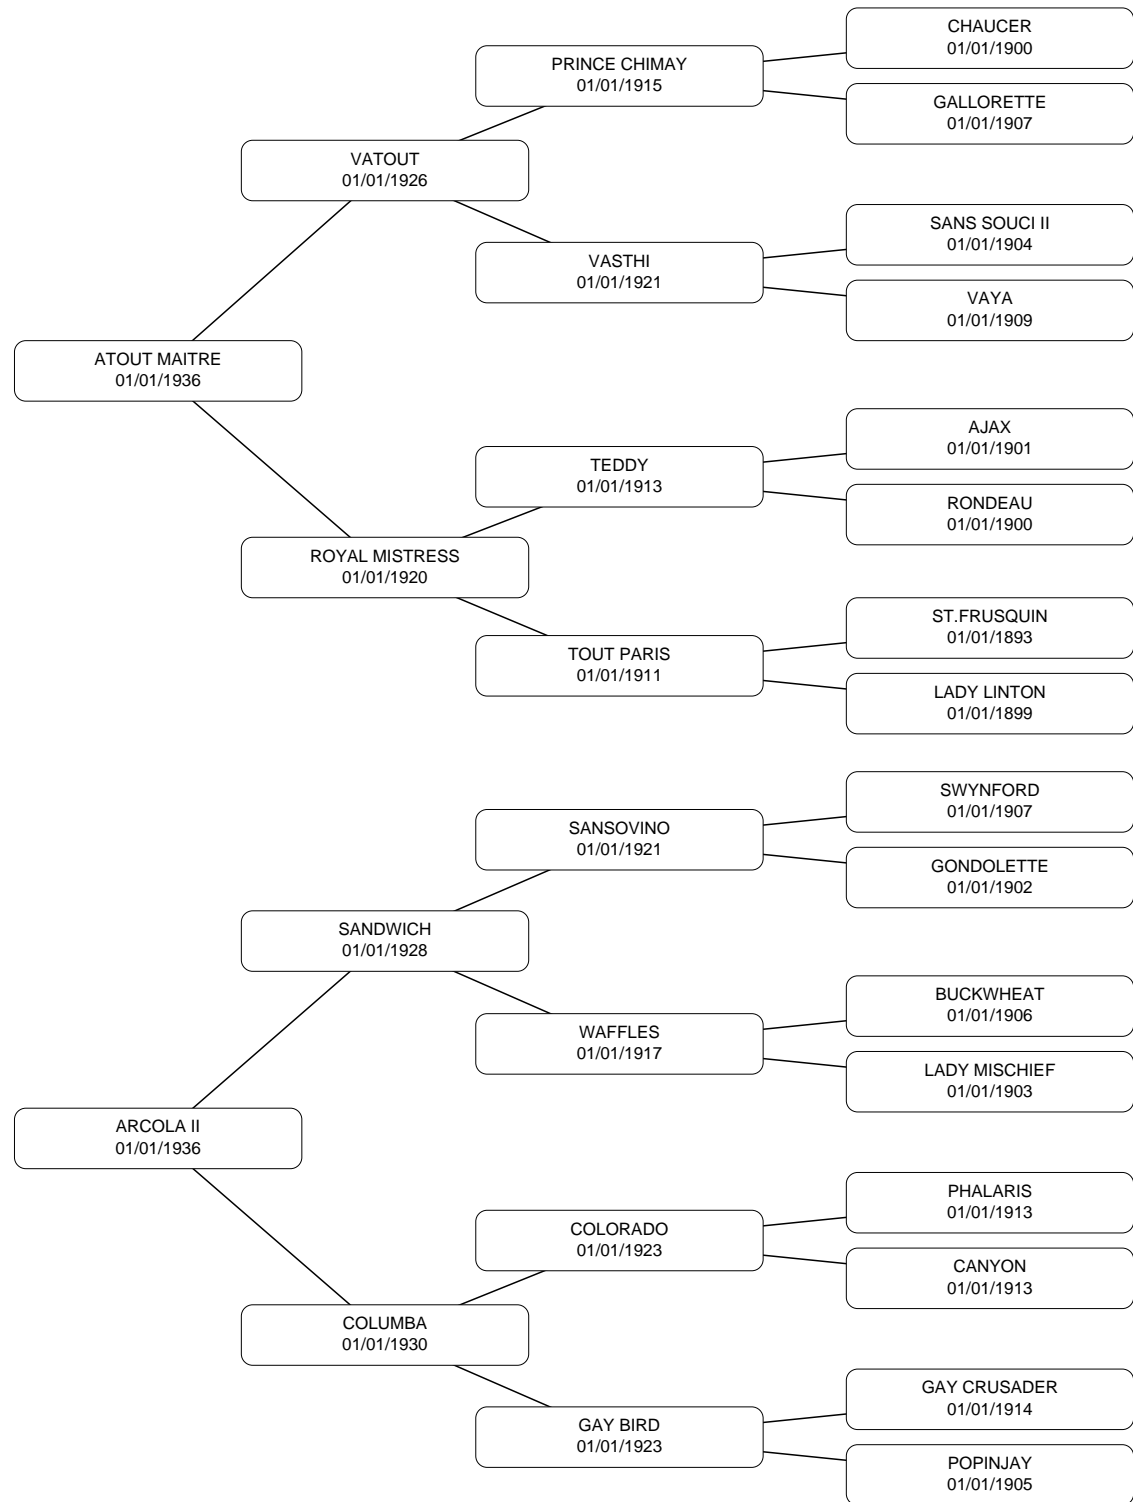 CHAUCER
01/01/1900
PRINCE CHIMAY
01/01/1915
GALLORETTE
01/01/1907
VATOUT
01/01/1926
SANS SOUCI II
01/01/1904
VASTHI
01/01/1921
VAYA
01/01/1909
ATOUT MAITRE
01/01/1936
AJAX
01/01/1901
TEDDY
01/01/1913
RONDEAU
01/01/1900
ROYAL MISTRESS
01/01/1920
ST.FRUSQUIN
01/01/1893
TOUT PARIS
01/01/1911
LADY LINTON
01/01/1899
SWYNFORD
01/01/1907
SANSOVINO
01/01/1921
GONDOLETTE
01/01/1902
SANDWICH
01/01/1928
BUCKWHEAT
01/01/1906
WAFFLES
01/01/1917
LADY MISCHIEF
01/01/1903
ARCOLA II
01/01/1936
PHALARIS
01/01/1913
COLORADO
01/01/1923
CANYON
01/01/1913
COLUMBA
01/01/1930
GAY CRUSADER
01/01/1914
GAY BIRD
01/01/1923
POPINJAY
01/01/1905